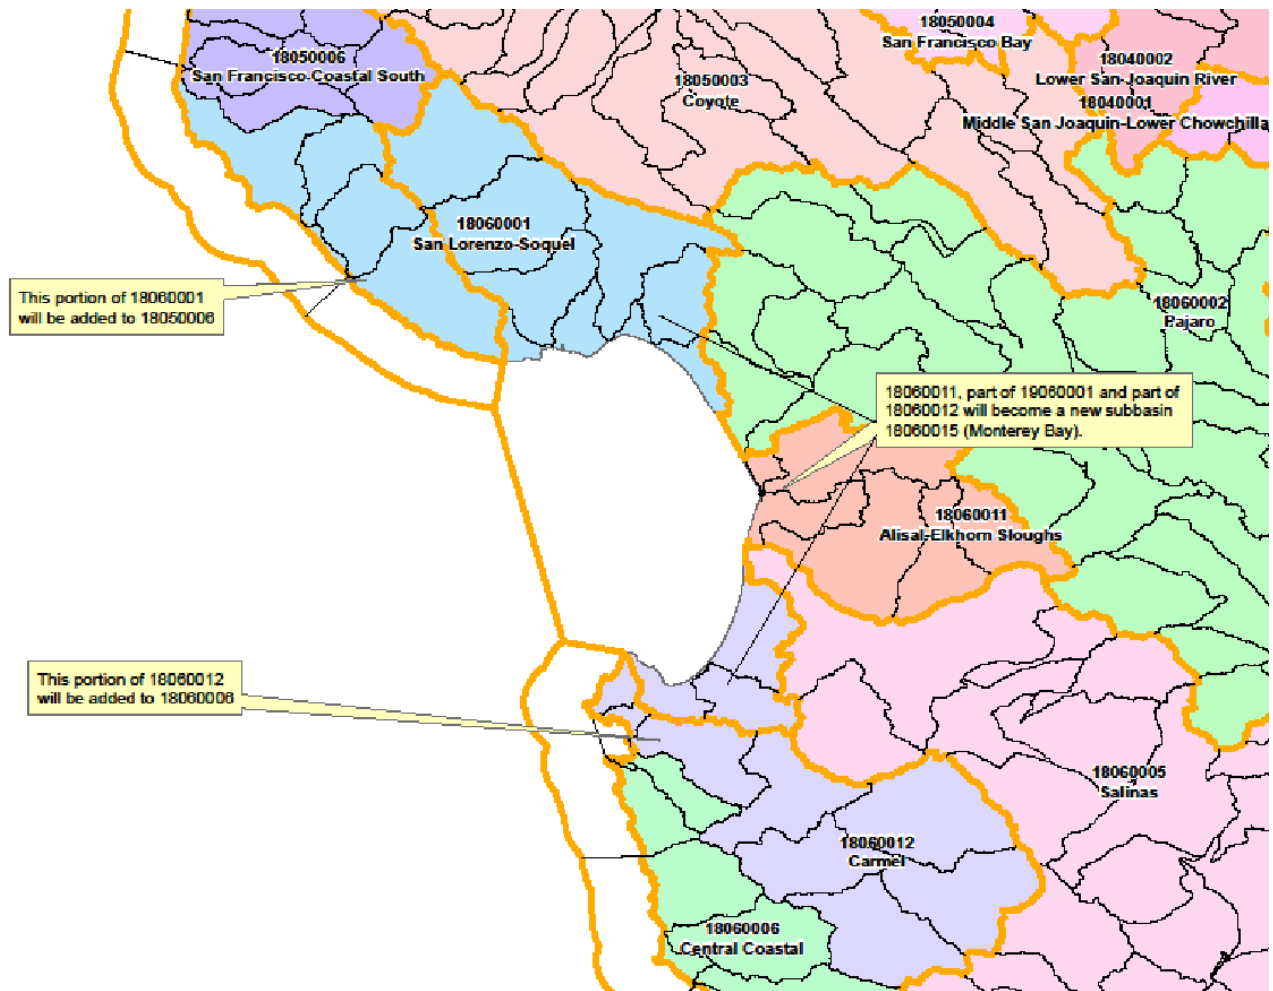 18050004
San Francisco Bay
18050006
San Francisco-Coastal South
18040002
Lower San-Joaquin River
18050003
Coyote
18040001
Middle San Joaquin-Lower Chowchilla
18060001
San Lorenzo-Soquel
This portion of 18060001
will be added to 18050006
18060002
Pajaro
18060011, part of 19060001 and part of
18060012 will become a new subbasin
18060015 (Monterey Bay).
18060011
Alisal-Elkhorn Sloughs
This portion of 18060012
will be added to 18060006
18060005
Salinas
18060012
Carmel
18060006
Central Coastal